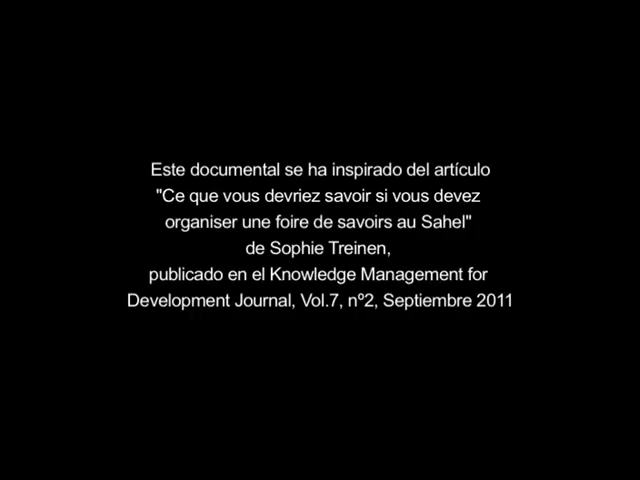 Este documental se ha inspirado del artículo
"Ce que vous devriez savoir si vous devez
organiser une foire de savoirs au Sahel"
de Sophie Treinen,
publicado en el Knowledge Management for
Development Journal, Vol.7, nº2, Septiembre 2011